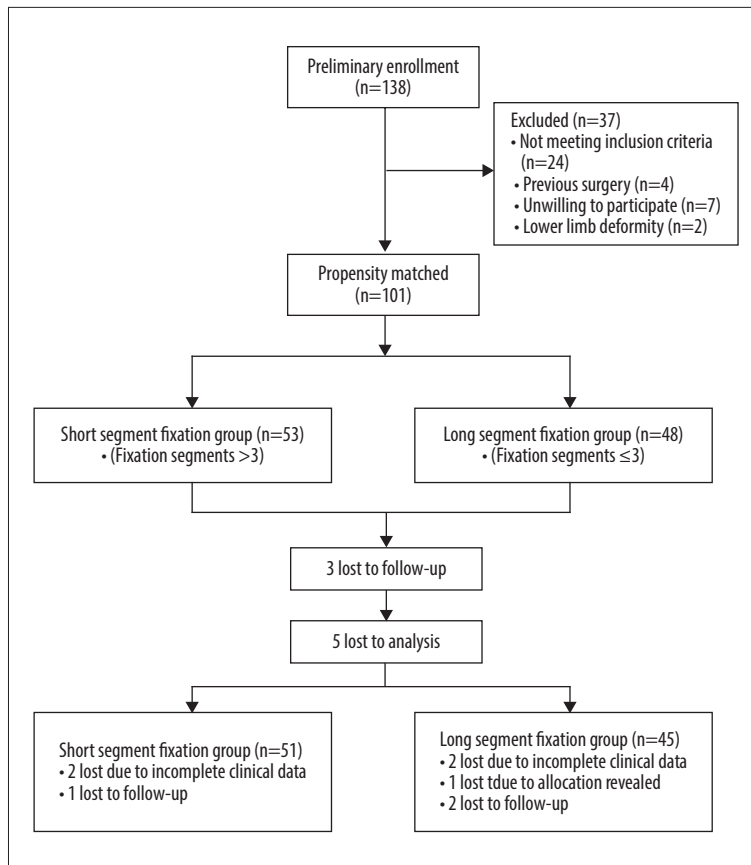 Preliminary enrollment
(n=138)
Excluded (n=37)
• Not meeting inclusion criteria
(n=24)
• Previous surgery (n=4)
• Unwilling to participate (n=7)
• Lower limb deformity (n=2)
Propensity matched
(n=101)
Short segment fixation group (n=53)
• (Fixation segments >3)
Long segment fixation group (n=48)
• (Fixation segments ≤3)
3 lost to follow-up
5 lost to analysis
Short segment fixation group (n=51)
• 2 lost due to incomplete clinical data
• 1 lost to follow-up
Long segment fixation group (n=45)
• 2 lost due to incomplete clinical data
• 1 lost tdue to allocation revealed
• 2 lost to follow-up